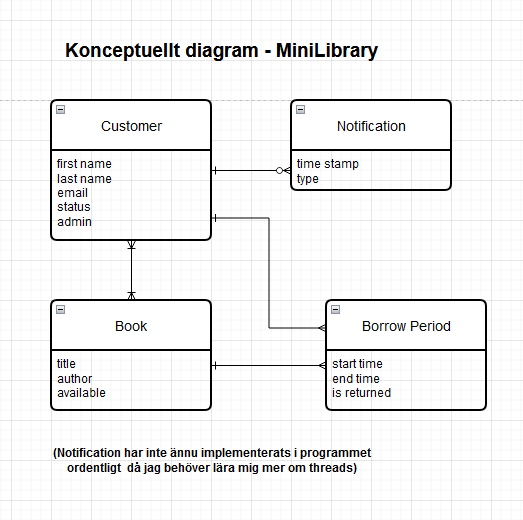 Konceptuellt diagram - MiniLibrary
Customer
first name
last name
email
status
admin
Notification
time stamp
type
Book
title
author
available
Borrow Period
start time
end time
is returned
(Notification har inte ännu implementerats i programmet
ordentligt då jag behöver lära mig mer om threads)